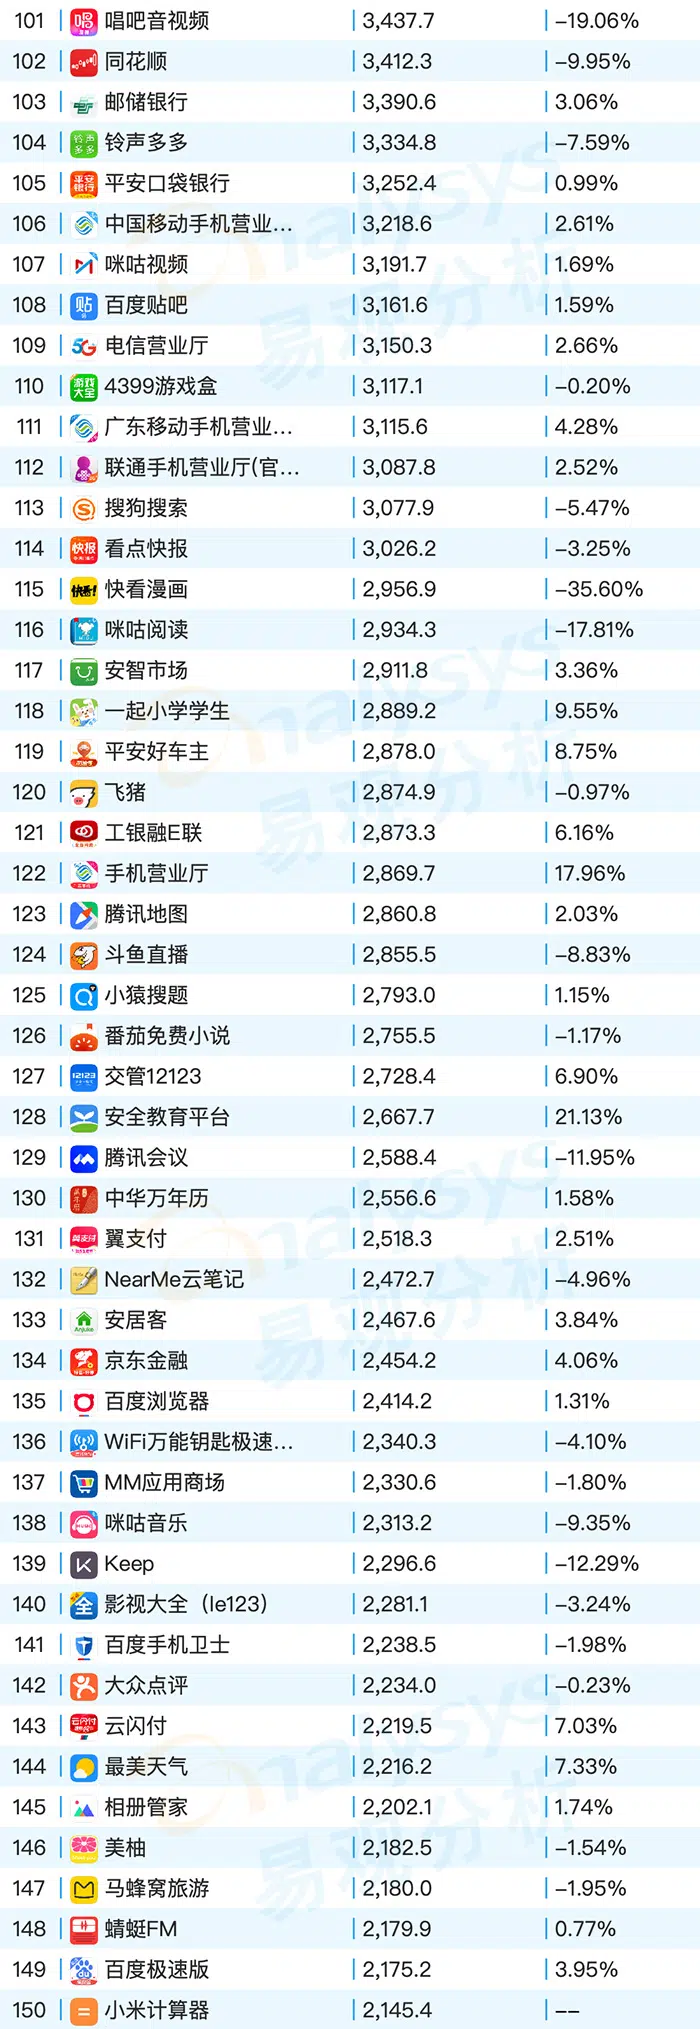 101 唱吧音视频 3,437.7 -19.06%
102 同花顺 3,412.3 -9.95%
103 邮储银行 3,390.6 3.06%
104 铃声多多 3,334.8 -7.59%
105 平安口袋银行 3,252.4 0.99%
106 中国移动手机营业... 3,218.6 2.61%
107 咪咕视频 3,191.7 1.69%
108 百度贴吧 3,161.6 1.59%
109 电信营业厅 3,150.3 2.66%
110 4399游戏盒 3,117.1 -0.20%
111 广东移动手机营业... 3,115.6 4.28%
112 联通手机营业厅(官... 3,087.8 2.52%
113 搜狗搜索 3,077.9 -5.47%
114 看点快报 3,026.2 -3.25%
115 快看漫画 2,956.9 -35.60%
116 咪咕阅读 2,934.3 -17.81%
117 安智市场 2,911.8 3.36%
118 一起小学学生 2,889.2 9.55%
119 平安好车主 2,878.0 8.75%
120 飞猪 2,874.9 -0.97%
121 工银融E联 2,873.3 6.16%
122 手机营业厅 2,869.7 17.96%
123 腾讯地图 2,860.8 2.03%
124 斗鱼直播 2,855.5 -8.83%
125 小猿搜题 2,793.0 1.15%
126 番茄免费小说 2,755.5 -1.17%
127 交管12123 2,728.4 6.90%
128 安全教育平台 2,667.7 21.13%
129 腾讯会议 2,588.4 -11.95%
130 中华万年历 2,556.6 1.58%
131 翼支付 2,518.3 2.51%
132 NearMe云笔记 2,472.7 -4.96%
133 安居客 2,467.6 3.84%
134 京东金融 2,454.2 4.06%
135 百度浏览器 2,414.2 1.31%
136 WiFi万能钥匙极速... 2,340.3 -4.10%
137 MM应用商场 2,330.6 -1.80%
138 咪咕音乐 2,313.2 -9.35%
139 Keep 2,296.6 -12.29%
140 影视大全（le123） 2,281.1 -3.24%
141 百度手机卫士 2,238.5 -1.98%
142 大众点评 2,234.0 -0.23%
143 云闪付 2,219.5 7.03%
144 最美天气 2,216.2 7.33%
145 相册管家 2,202.1 1.74%
146 美柚 2,182.5 -1.54%
147 马蜂窝旅游 2,180.0 -1.95%
148 蜻蜓FM 2,179.9 0.77%
149 百度极速版 2,175.2 3.95%
150 小米计算器 2,145.4 --